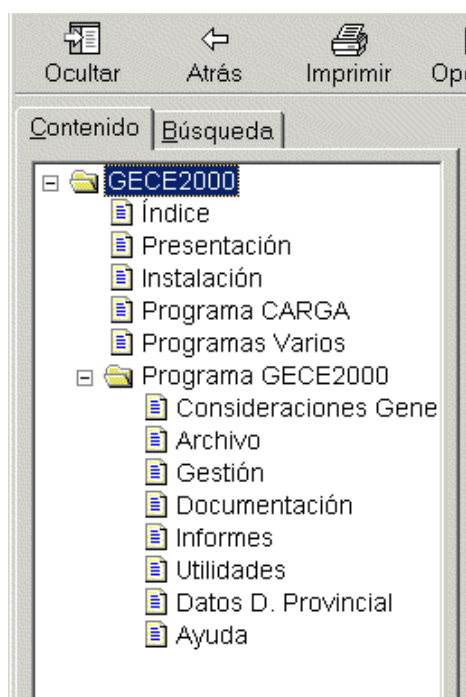 Ocultar Atrás Imprimir Op
Contenido Búsqueda
GECE2000
Índice
Presentación
Instalación
Programa CARGA
Programas Varios
Programa GECE2000
Consideraciones Gene
Archivo
Gestión
Documentación
Informes
Utilidades
Datos D. Provincial
Ayuda